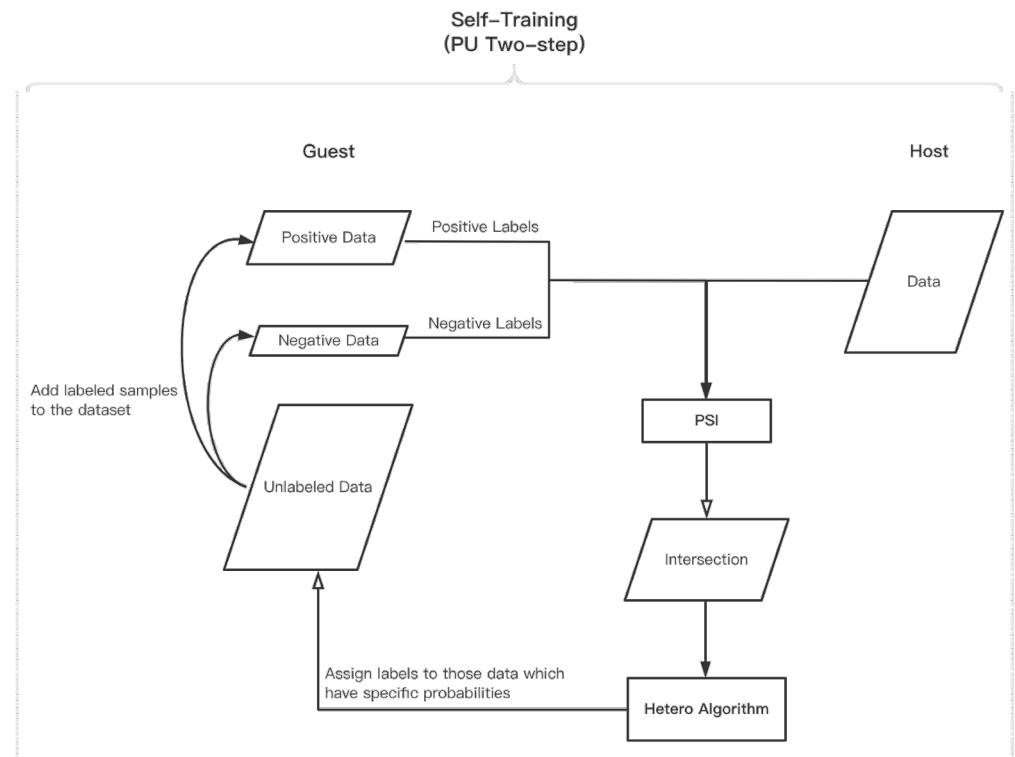 Self-Training
(PU Two-step)
Guest
Host
Positive Data
Positive Labels
Data
Negative Data
Negative Labels
Add labeled samples
to the dataset
PSI
Unlabeled Data
Intersection
Assign labels to those data which
have specific probabilities
Hetero Algorithm